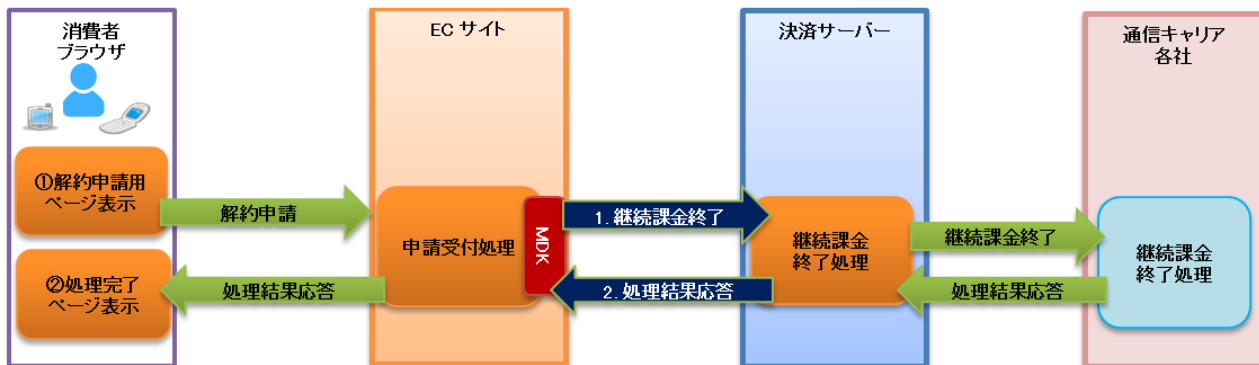 消費者
ブラウザ
ECサイト
決済サーバー
通信キャリア
各社
①解約申請用
ページ表示
解約申請
申請受付処理
MDK
1. 継続課金終了
継続課金
終了処理
継続課金終了
継続課金
終了処理
②処理完了
ページ表示
処理結果応答
2. 処理結果応答
処理結果応答